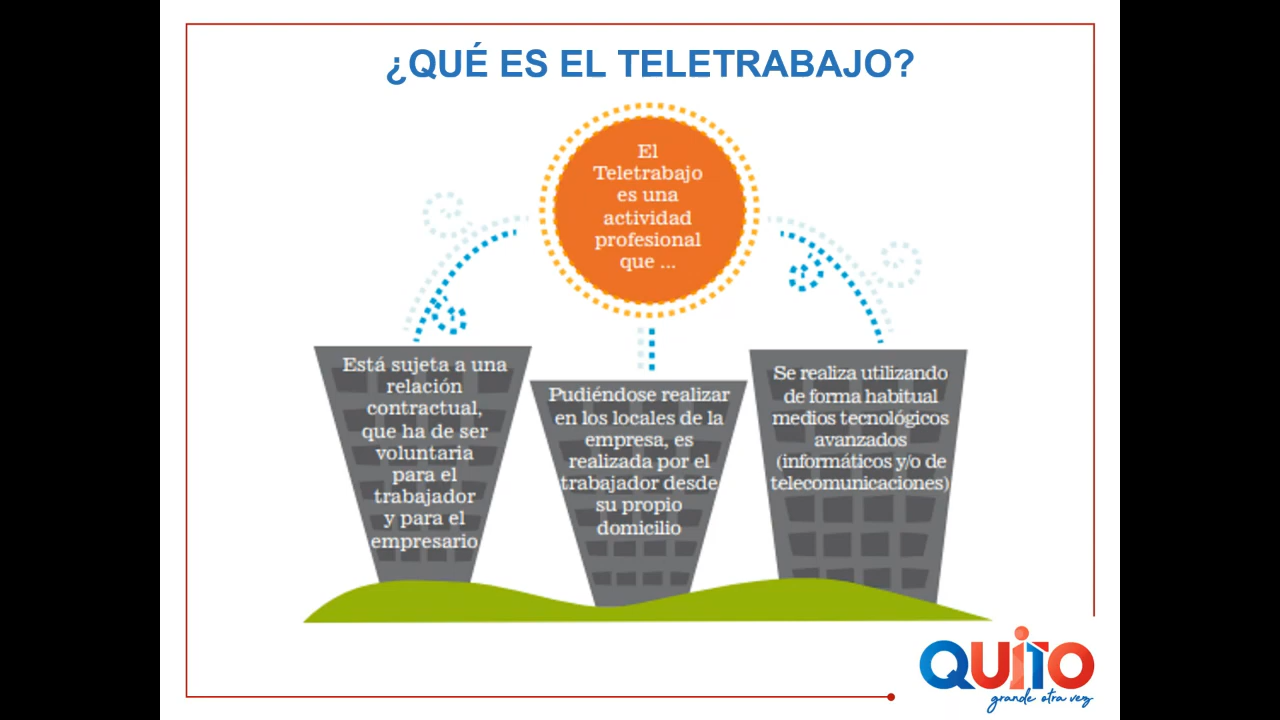 ¿QUÉ ES EL TELETRABAJO?
El
Teletrabajo
es una
actividad
profesional
que ...
Está sujeta a una
relación
contractual,
que ha de ser
voluntaria
para el
trabajador
y para el
empresario
Pudiéndose realizar
en los locales de la
empresa, es
realizada por el
trabajador desde
su propio
domicilio
Se realiza utilizando
de forma habitual
medios tecnológicos
avanzados
(informáticos y/o de
telecomunicaciones)
QUITO
grande otra vez